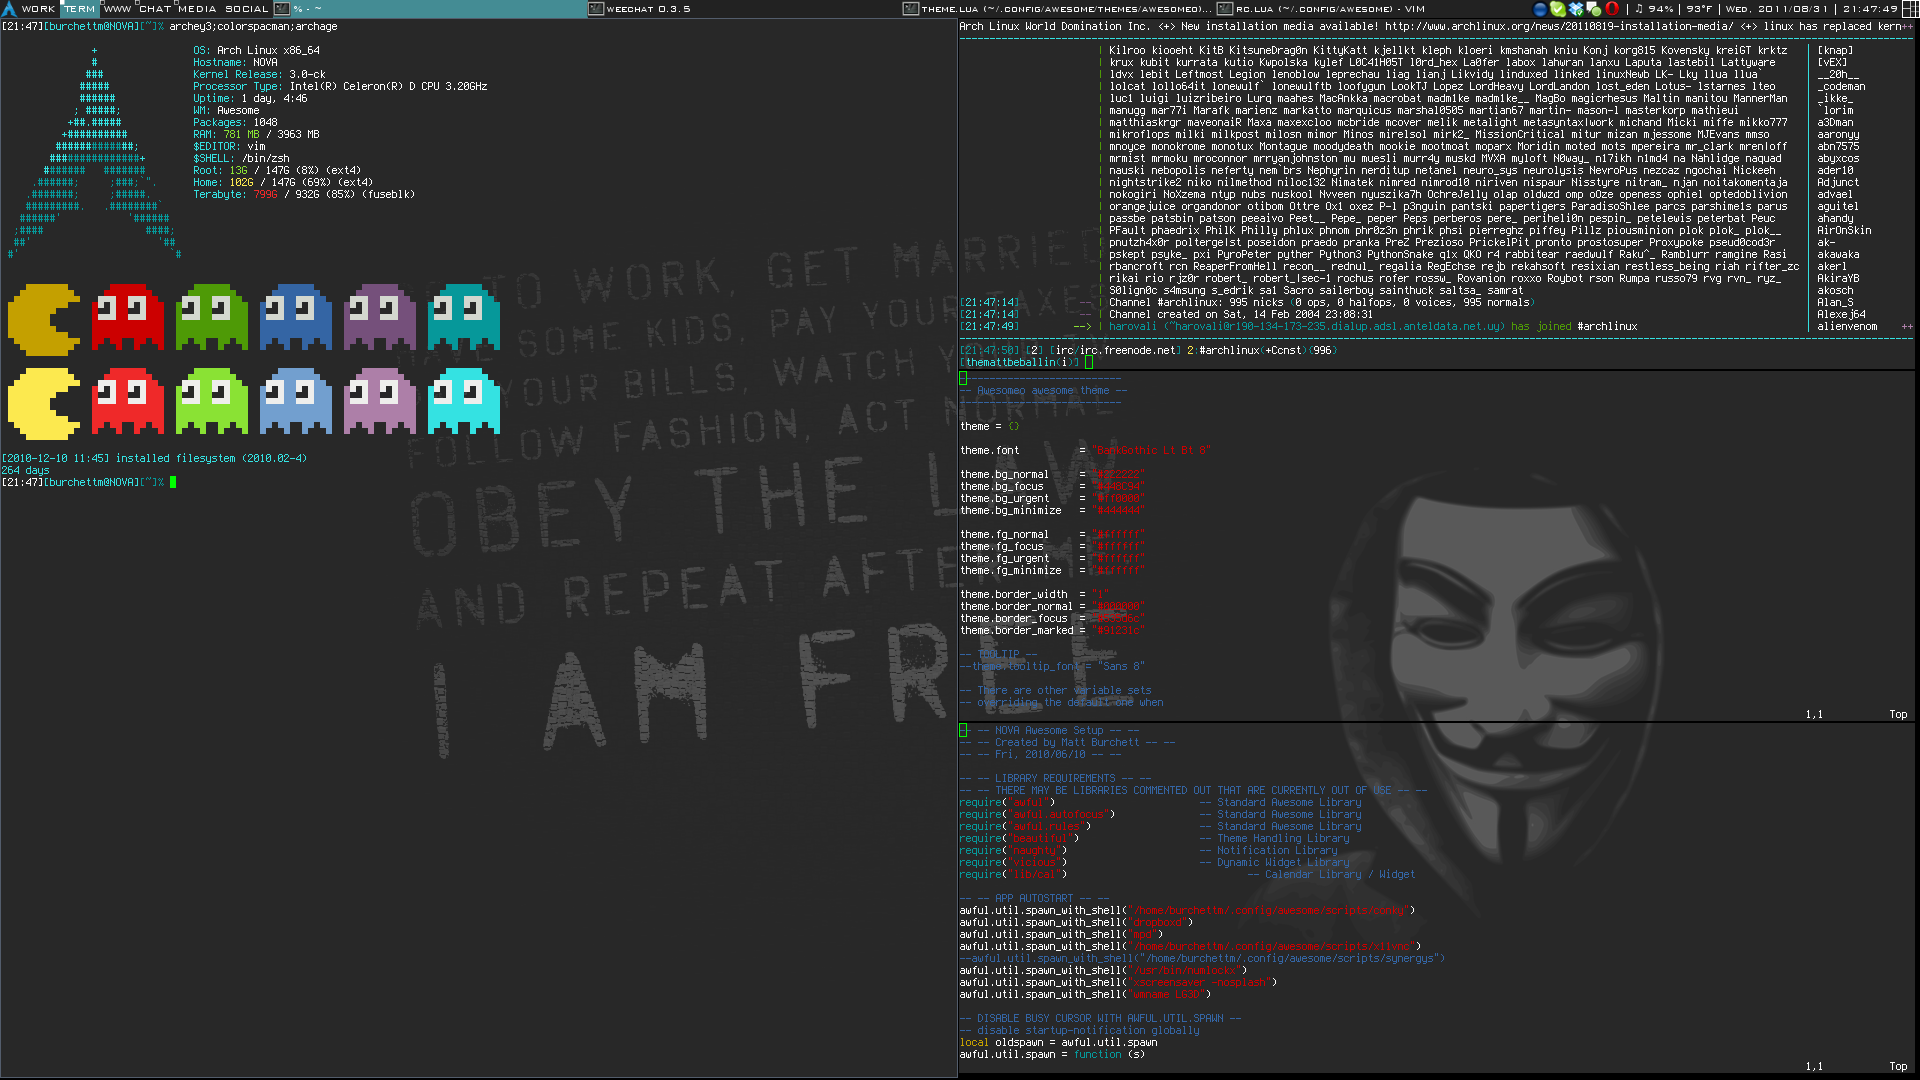 WORK TERM WWW CHAT MEDIA SOCIAL % - ~ WEECHAT 0.3.5 THEME.LUA (~/.CONFIG/AWESOME/THEMES/AWESOMEO)... RC.LUA (~/.CONFIG/AWESOME) - VIM | 94% | 93°F | WED, 2011/08/31 | 21:47:49
[21:47][burchettm@NOVA][~]% archey3;colorspacman;archage
OS: Arch Linux x86_64
Hostname: NOVA
Kernel Release: 3.0-ck
Processor Type: Intel(R) Celeron(R) D CPU 3.20GHz
Uptime: 1 day, 4:46
WM: Awesome
Packages: 1048
RAM: 781 MB / 3963 MB
$EDITOR: vim
$SHELL: /bin/zsh
Root: 13G / 147G (8%) (ext4)
Home: 102G / 147G (69%) (ext4)
Terabyte: 799G / 932G (85%) (fuseblk)
[2010-12-10 11:45] installed filesystem (2010.02-4)
264 days
[21:47][burchettm@NOVA][~]%
TO WORK, GET MARRIED
SOME KIDS, PAY YOUR TAXES
YOUR BILLS, WATCH YOUR
FOLLOW FASHION, ACT NORMAL
OBEY THE LAW
AND REPEAT AFTER ME
I AM FREE
Arch Linux World Domination Inc. <+> New installation media available! http://www.archlinux.org/news/20110819-installation-media/ <+> linux has replaced kern++
Kilroo kiooeht KitB KitsuneDrag0n KittyKatt kjellkt kleph kloeri kmshanah kniu Konj korg815 Kovensky kreiGT krktz [knap]
krux kubit kurrata kutio Kwpolska kylef L0C41H05T l0rd_hex La0fer labox lahwran lanxu Laputa lastebil Lattyware [vEX]
ldvx lebit Leftmost Legion lenoblow leprechau liag lianj Likvidy linduxed linked linuxNewb LK- Lky llua llua` __20h__
lolcat lollo64it lonewulf` lonewulftb loofygun LookTJ Lopez LordHeavy LordLandon lost_eden Lotus- lstarnes lteo _codeman
luc1 luigi luizribeiro Lurq maahes MacAnkka macrobat madm1ke madm1ke__ MagBo magicrhesus Maltin manitou MannerMan _ikke_
manugg mar77i Marafk marienz markatto marquicus marshal0505 martian67 martin- mason-l masterkorp mathieui `lorim
matthiaskrgr maveonaiR Maxa maxexcloo mcbride mcover melik metalight metasyntax|work michand Micki miffe mikko777 a3Dman
mikroflops milki milkpost milosn mimor Minos mirelsol mirk2_ MissionCritical mitur mizan mjessome MJEvans mmso aaronyy
mnoyce monokrome monotux Montague moodydeath mookie mootmoat moparx Moridin moted mots mpereira mr_clark mrenloff abn7575
mrmist mrmoku mroconnor mrryanjohnston mu muesli murr4y muskd MVXA myloft N0way_ n17ikh n1md4 na Nahlidge naquad abyxcos
nauski nebopolis neferty nem`brs Nephyrin nerditup netanel neuro_sys neurolysis NevroPus nezcaz ngochai Nickeeh ader10
nightstrike2 niko nilmethod niloc132 Nimatek nimred nimrod10 niriven nispaur Nisstyre nitram_ njan noitakomentaja Adjunct
nokogiri NoXzema ntyp nubs nuskool Nvveen nyuszika7h OchreJelly olap olduzd omp o0ze openess ophiel optedoblivion advael
orangejuice organdonor otibom Ottre Ox1 oxez P-l p3nguin pantski papertigers ParadisoShlee parcs parshimels parus aguitel
passbe patsbin patson peeaivo Peet__ Pepe_ peper Peps perberos pere_ periheli0n pespin_ petelewis peterbat Peuc ahandy
PFault phaedrix PhilK Philly phlux phnom phr0z3n phrik phsi pierreghz piffey Pillz piousminion plok plok_ plok__ AirOnSkin
pnutzh4x0r poltergeist poseidon praedo pranka PreZ Prezioso PrickelPit pronto prostosuper Proxypoke pseud0cod3r ak-
pskept psyke_ pxi PyroPeter pyther Python3 PythonSnake q1x QKO r4 rabbitear raedwulf Raku^_ Ramblurr ramgine Rasi akawaka
rbancroft rcn ReaperFromHell recon__ rednul_ regalia RegEchse rejb rekahsoft resixian restless_being riah rifter_zc akerl
rikai rio rjz0r robert_ robert_lsec-1 rochus rofer rossw_ Rovanion roxxo Roybot rson Rumpa russo79 rvg rvn_ ryz_ AkiraYB
S0lign0c s4msung s_edrik sal Sacro sailerboy sainthuck saltsa_ samrat akosch
[21:47:14] -- | Channel #archlinux: 995 nicks (0 ops, 0 halfops, 0 voices, 995 normals) Alan_S
[21:47:14] -- | Channel created on Sat, 14 Feb 2004 23:08:31 Alexej64
[21:47:49] --> | harovali (~harovali@r190-134-173-235.dialup.adsl.anteldata.net.uy) has joined #archlinux alienvenom ++
[21:47:50] [2] [irc/irc.freenode.net] 2:#archlinux(+Ccnst){996}
[themattbeballin(i)]
-- Awesomeo awesome theme --
theme = {}
theme.font = "BankGothic Lt Bt 8"
theme.bg_normal = "#222222"
theme.bg_focus =
theme.bg_urgent = "#ff0000"
theme.bg_minimize = "#444444"
theme.fg_normal = "#ffffff"
theme.fg_focus = "#ffffff"
theme.fg_urgent = "#ffffff"
theme.fg_minimize = "#ffffff"
theme.border_width = "1"
theme.border_normal = "#000000"
theme.border_focus =
theme.border_marked = "#91231c"
-- TOOLTIP --
--theme.tooltip_font = "Sans 8"
-- There are other variable sets
-- overriding the default one when
1,1 Top
-- -- NOVA Awesome Setup -- --
-- -- Created by Matt Burchett -- --
-- -- Fri, 2010/06/10 -- --
-- -- LIBRARY REQUIREMENTS -- --
-- -- THERE MAY BE LIBRARIES COMMENTED OUT THAT ARE CURRENTLY OUT OF USE -- --
require("awful") -- Standard Awesome Library
require("awful.autofocus") -- Standard Awesome Library
require("awful.rules") -- Standard Awesome Library
require("beautiful") -- Theme Handling Library
require("naughty") -- Notification Library
require("vicious") -- Dynamic Widget Library
require("lib/cal") -- Calendar Library / Widget
-- -- APP AUTOSTART -- --
awful.util.spawn_with_shell("/home/burchettm/.config/awesome/scripts/conky")
awful.util.spawn_with_shell("dropboxd")
awful.util.spawn_with_shell("mpd")
awful.util.spawn_with_shell("/home/burchettm/.config/awesome/scripts/x11vnc")
--awful.util.spawn_with_shell("/home/burchettm/.config/awesome/scripts/synergys")
awful.util.spawn_with_shell("/usr/bin/numlockx")
awful.util.spawn_with_shell("xscreensaver -nosplash")
awful.util.spawn_with_shell("wmname LG3D")
-- DISABLE BUSY CURSOR WITH AWFUL.UTIL.SPAWN --
-- disable startup-notification globally
local oldspawn = awful.util.spawn
awful.util.spawn = function (s)
1,1 Top